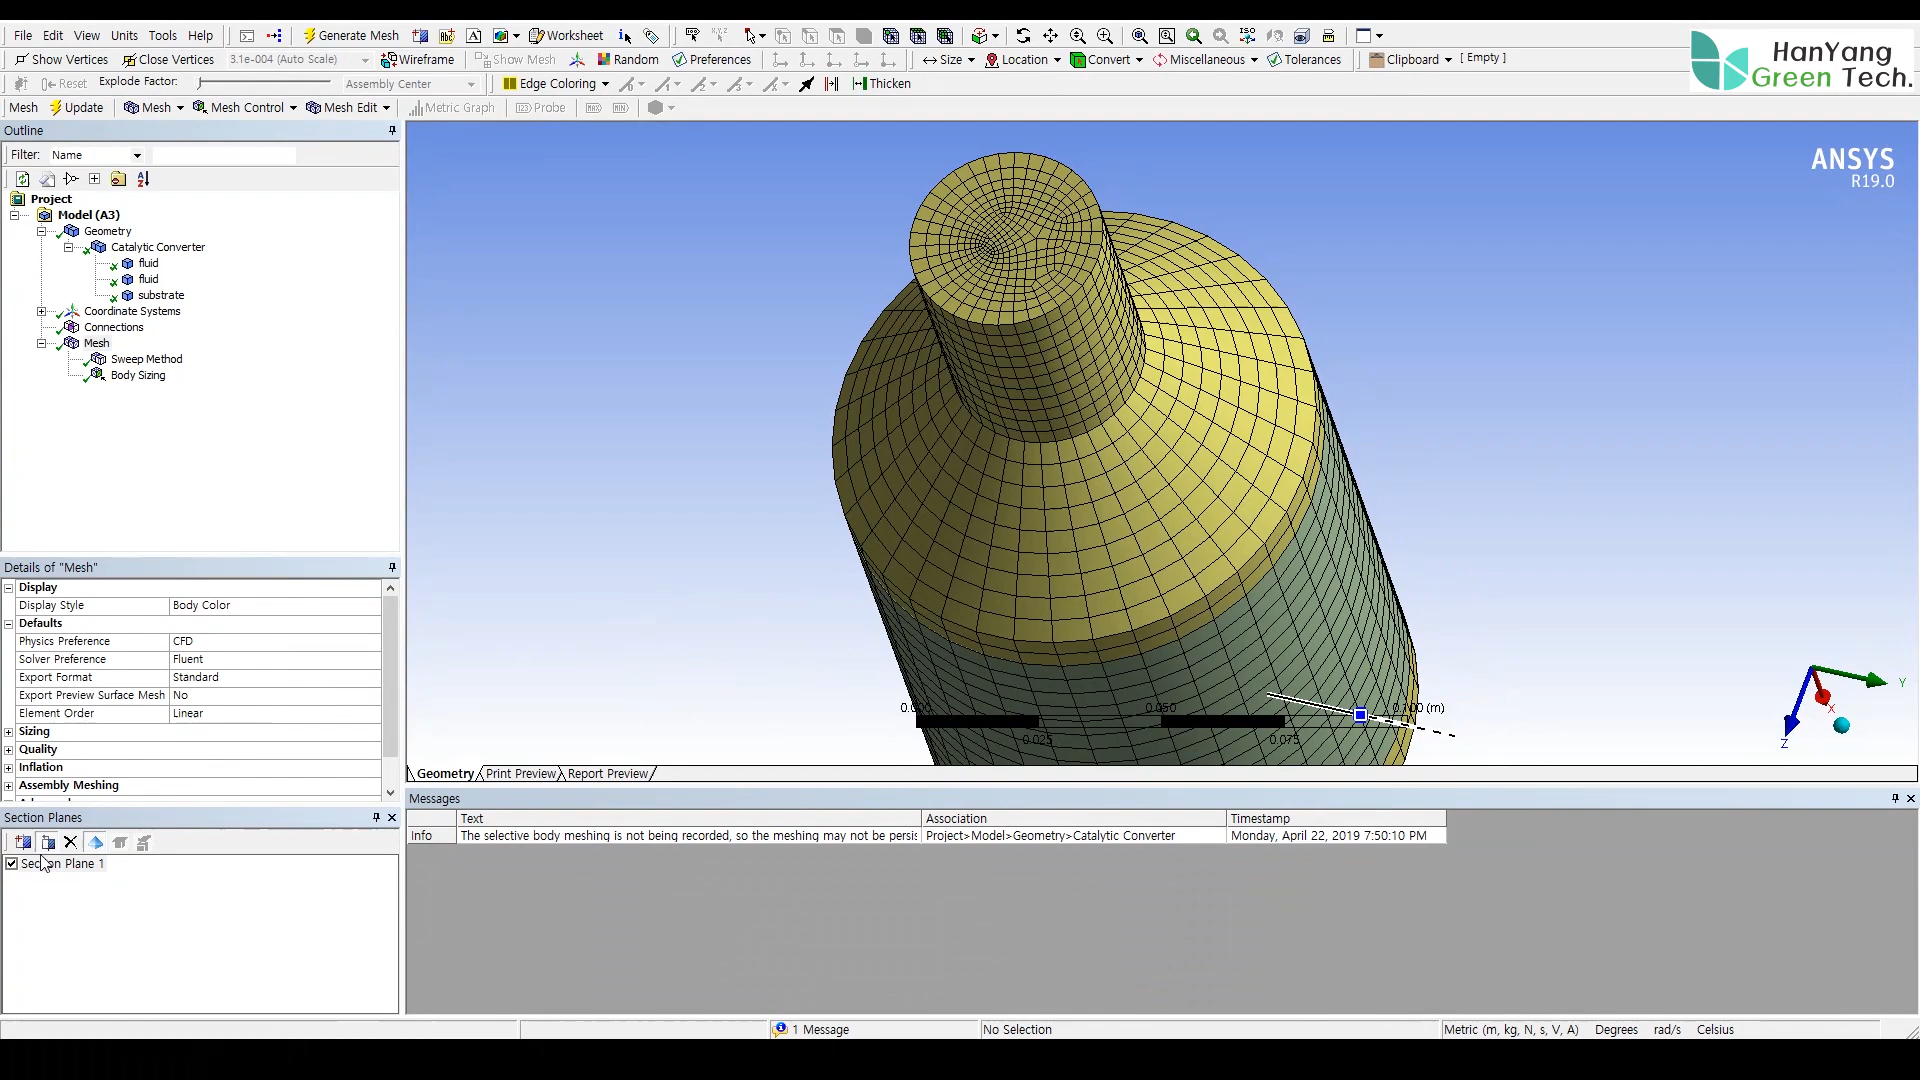 File Edit View Units Tools Help Generate Mesh Worksheet
HanYang
Green Tech.
Show Vertices Close Vertices 3.1e-004 (Auto Scale) Wireframe Show Mesh Random Preferences Size Location Convert Miscellaneous Tolerances Clipboard [ Empty ]
Reset Explode Factor: Assembly Center Edge Coloring Thicken
Mesh Update Mesh Mesh Control Mesh Edit Metric Graph Probe
Outline
Filter: Name
Project
Model (A3)
Geometry
Catalytic Converter
fluid
fluid
substrate
Coordinate Systems
Connections
Mesh
Sweep Method
Body Sizing
ANSYS
R19.0
Details of "Mesh"
Display
Display Style Body Color
Defaults
Physics Preference CFD
Solver Preference Fluent
Export Format Standard
Export Preview Surface Mesh No
Element Order Linear
Sizing
Quality
Inflation
Assembly Meshing
0.000 0.050 0.100 (m)
0.025 0.075
Y
X
Z
Geometry Print Preview Report Preview
Section Planes
Section Plane 1
Messages
Text Association Timestamp
Info The selective body meshing is not being recorded, so the meshing may not be persis Project>Model>Geometry>Catalytic Converter Monday, April 22, 2019 7:50:10 PM
1 Message No Selection Metric (m, kg, N, s, V, A) Degrees rad/s Celsius